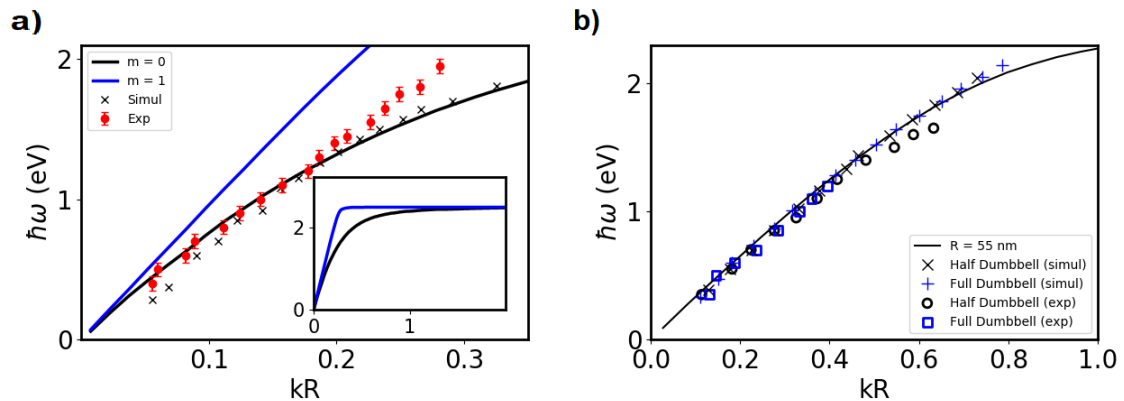 a)
2
1
0
ħω (eV)
m = 0
m = 1
Simul
Exp
2
0
0
1
0.1
0.2
0.3
kR
b)
2
1
0
ħω (eV)
R = 55 nm
Half Dumbbell (simul)
Full Dumbbell (simul)
Half Dumbbell (exp)
Full Dumbbell (exp)
0.0
0.2
0.4
0.6
0.8
1.0
kR